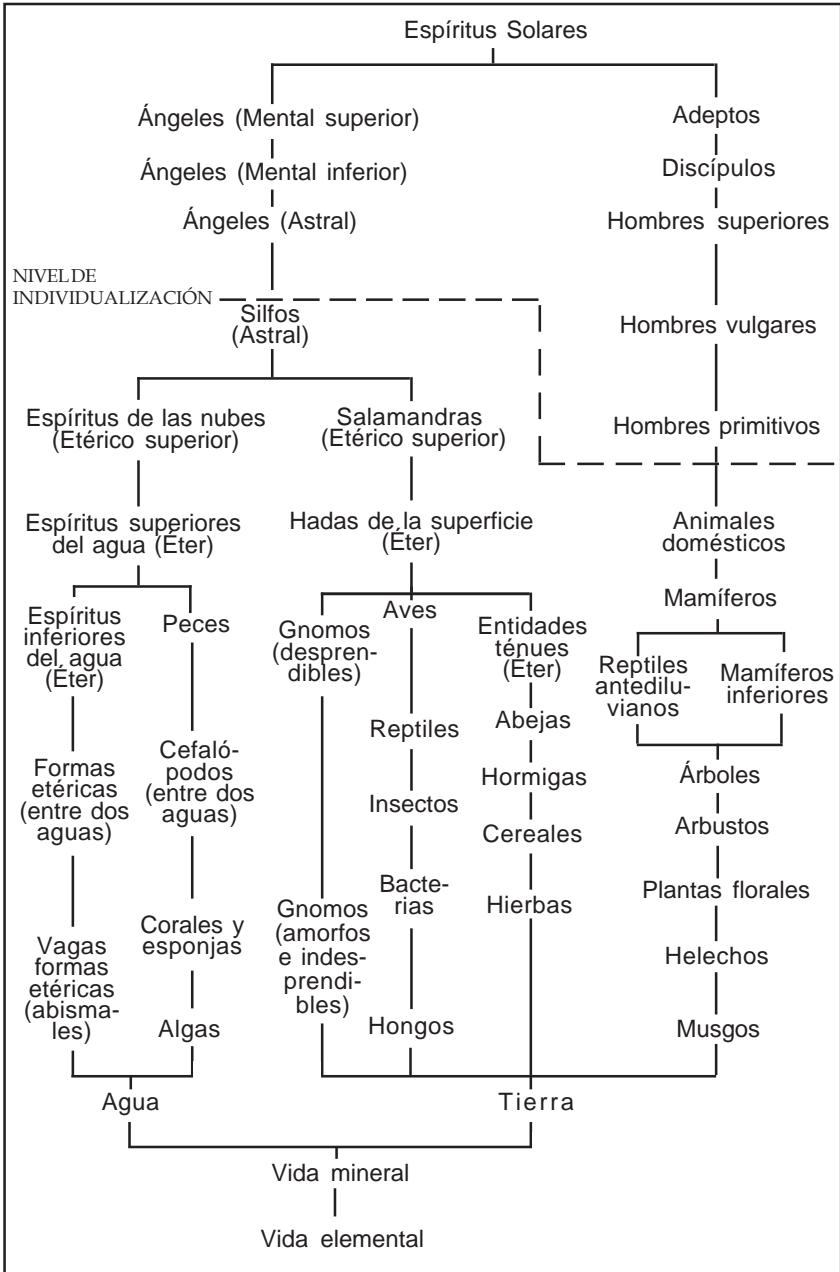 Espíritus Solares
Ángeles (Mental superior)
Adeptos
Ángeles (Mental inferior)
Discípulos
Ángeles (Astral)
Hombres superiores
NIVEL DE
INDIVIDUALIZACIÓN
Silfos
(Astral)
Hombres vulgares
Espíritus de las nubes
(Etérico superior)
Salamandras
(Etérico superior)
Hombres primitivos
Espíritus superiores
del agua (Éter)
Hadas de la superficie
(Éter)
Animales
domésticos
Espíritus
inferiores
del agua
(Éter)
Peces
Gnomos
(despren-
dibles)
Aves
Entidades
ténues
(Éter)
Mamíferos
Reptiles
antedilu-
vianos
Mamíferos
inferiores
Formas
etéricas
(entre dos
aguas)
Cefaló-
podos
(entre dos
aguas)
Reptiles
Abejas
Árboles
Insectos
Hormigas
Arbustos
Cereales
Vagas
formas
etéricas
(abisma-
les)
Corales y
esponjas
Gnomos
(amorfos
e indes-
prendi-
bles)
Bacte-
rias
Hierbas
Plantas florales
Helechos
Algas
Hongos
Musgos
Agua
Tierra
Vida mineral
Vida elemental